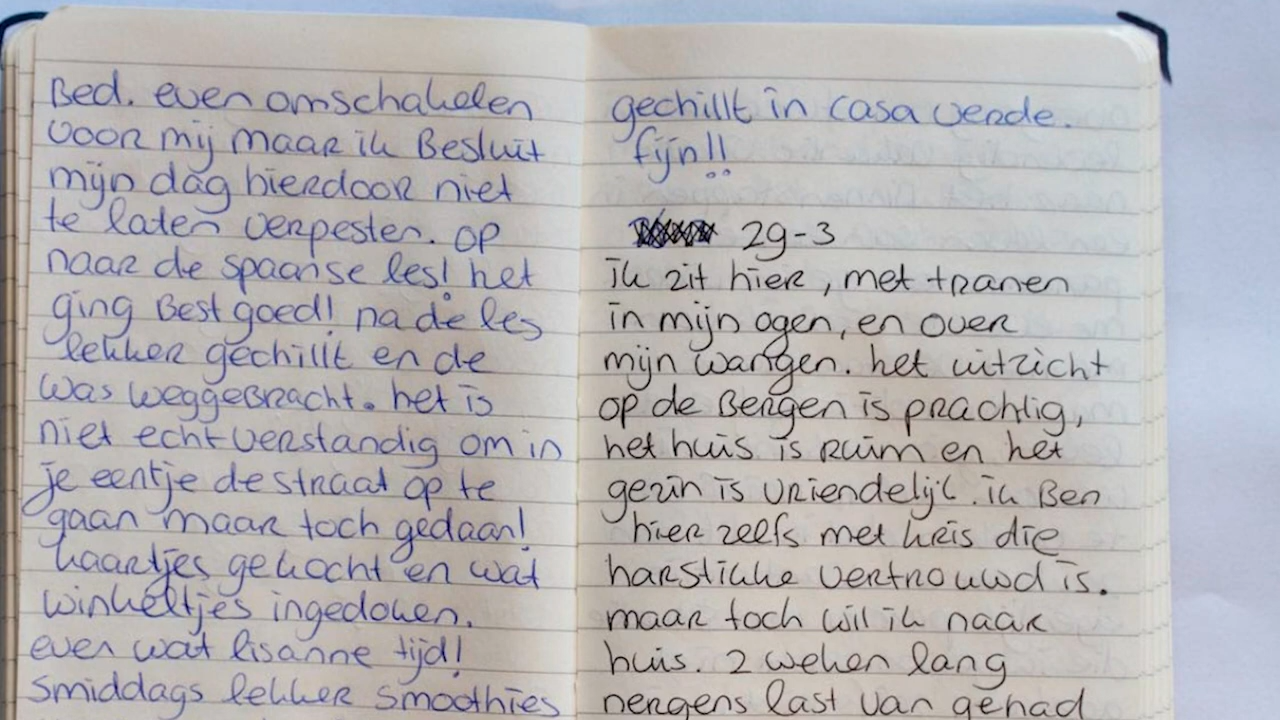 Bed. even omschakelen
voor mij maar ik Besluit
mijn dag hierdoor niet
te laten verpesten. op
naar de spaanse les! het
ging Best goed! na de les
lekker gechillt en de
was weggeBracht. het is
niet echt verstandig om in
je eentje de straat op te
gaan maar toch gedaan!
kaartjes gekocht en wat
winkeltjes ingedoken.
even wat lisanne tijd!
smiddags lekker smoothies
gechillt in casa verde.
fijn!!
29-3
ik zit hier, met tranen
in mijn ogen, en over
mijn wangen. het uitzicht
op de Bergen is prachtig,
het huis is ruim en het
gezin is vriendelijk. ik Ben
hier zelfs met kris die
harstikke vertrouwd is.
maar toch wil ik naar
huis. 2 weken lang
nergens last van gehad